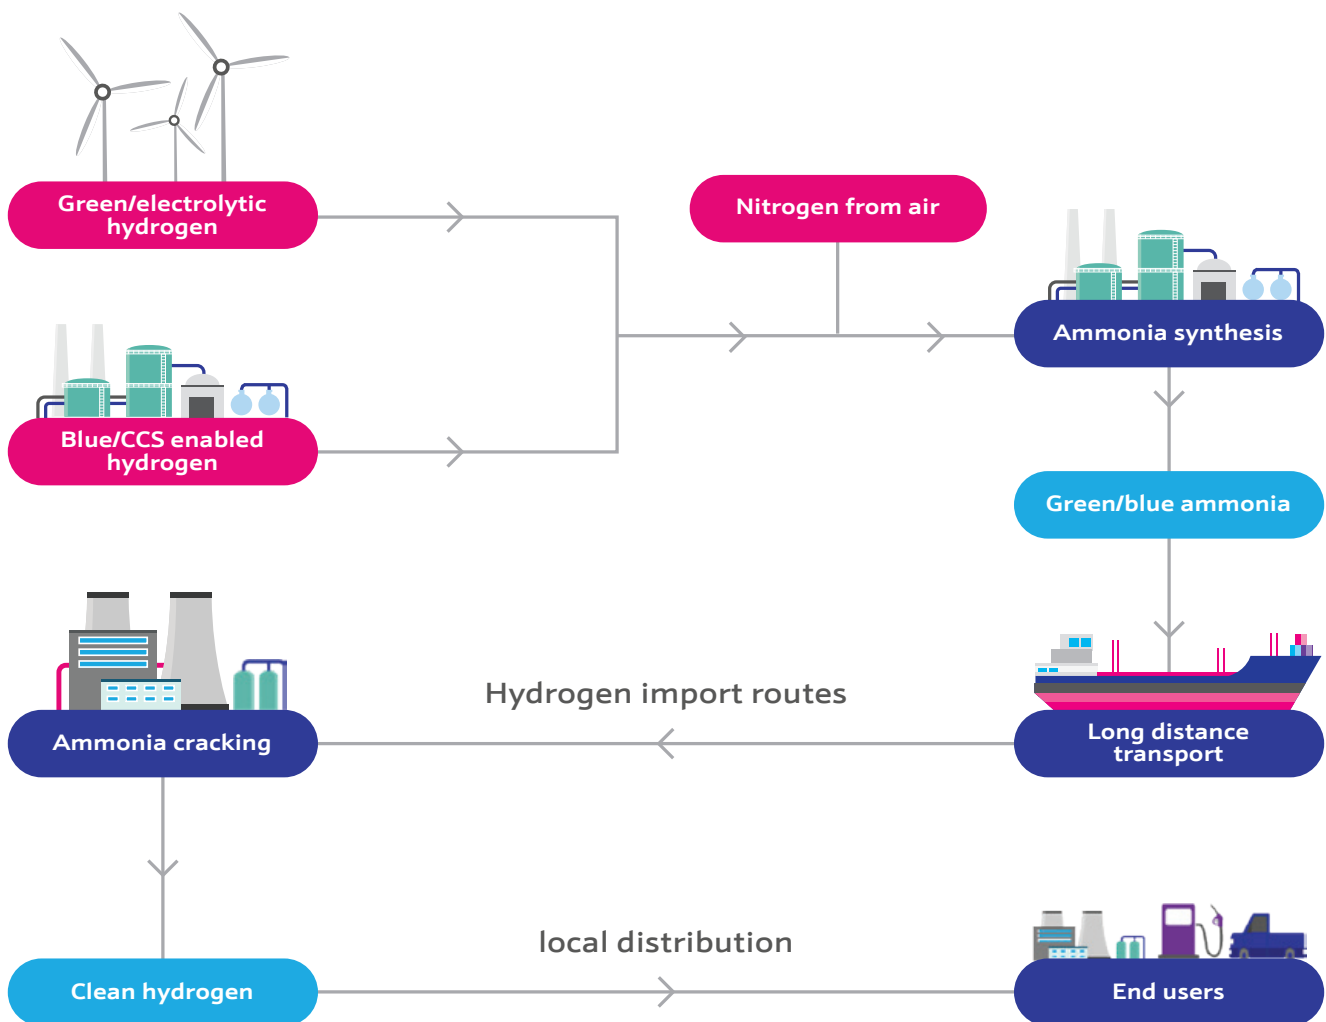 Green/electrolytic
hydrogen
Nitrogen from air
Ammonia synthesis
Blue/CCS enabled
hydrogen
Green/blue ammonia
Hydrogen import routes
Long distance
transport
Ammonia cracking
local distribution
Clean hydrogen
End users